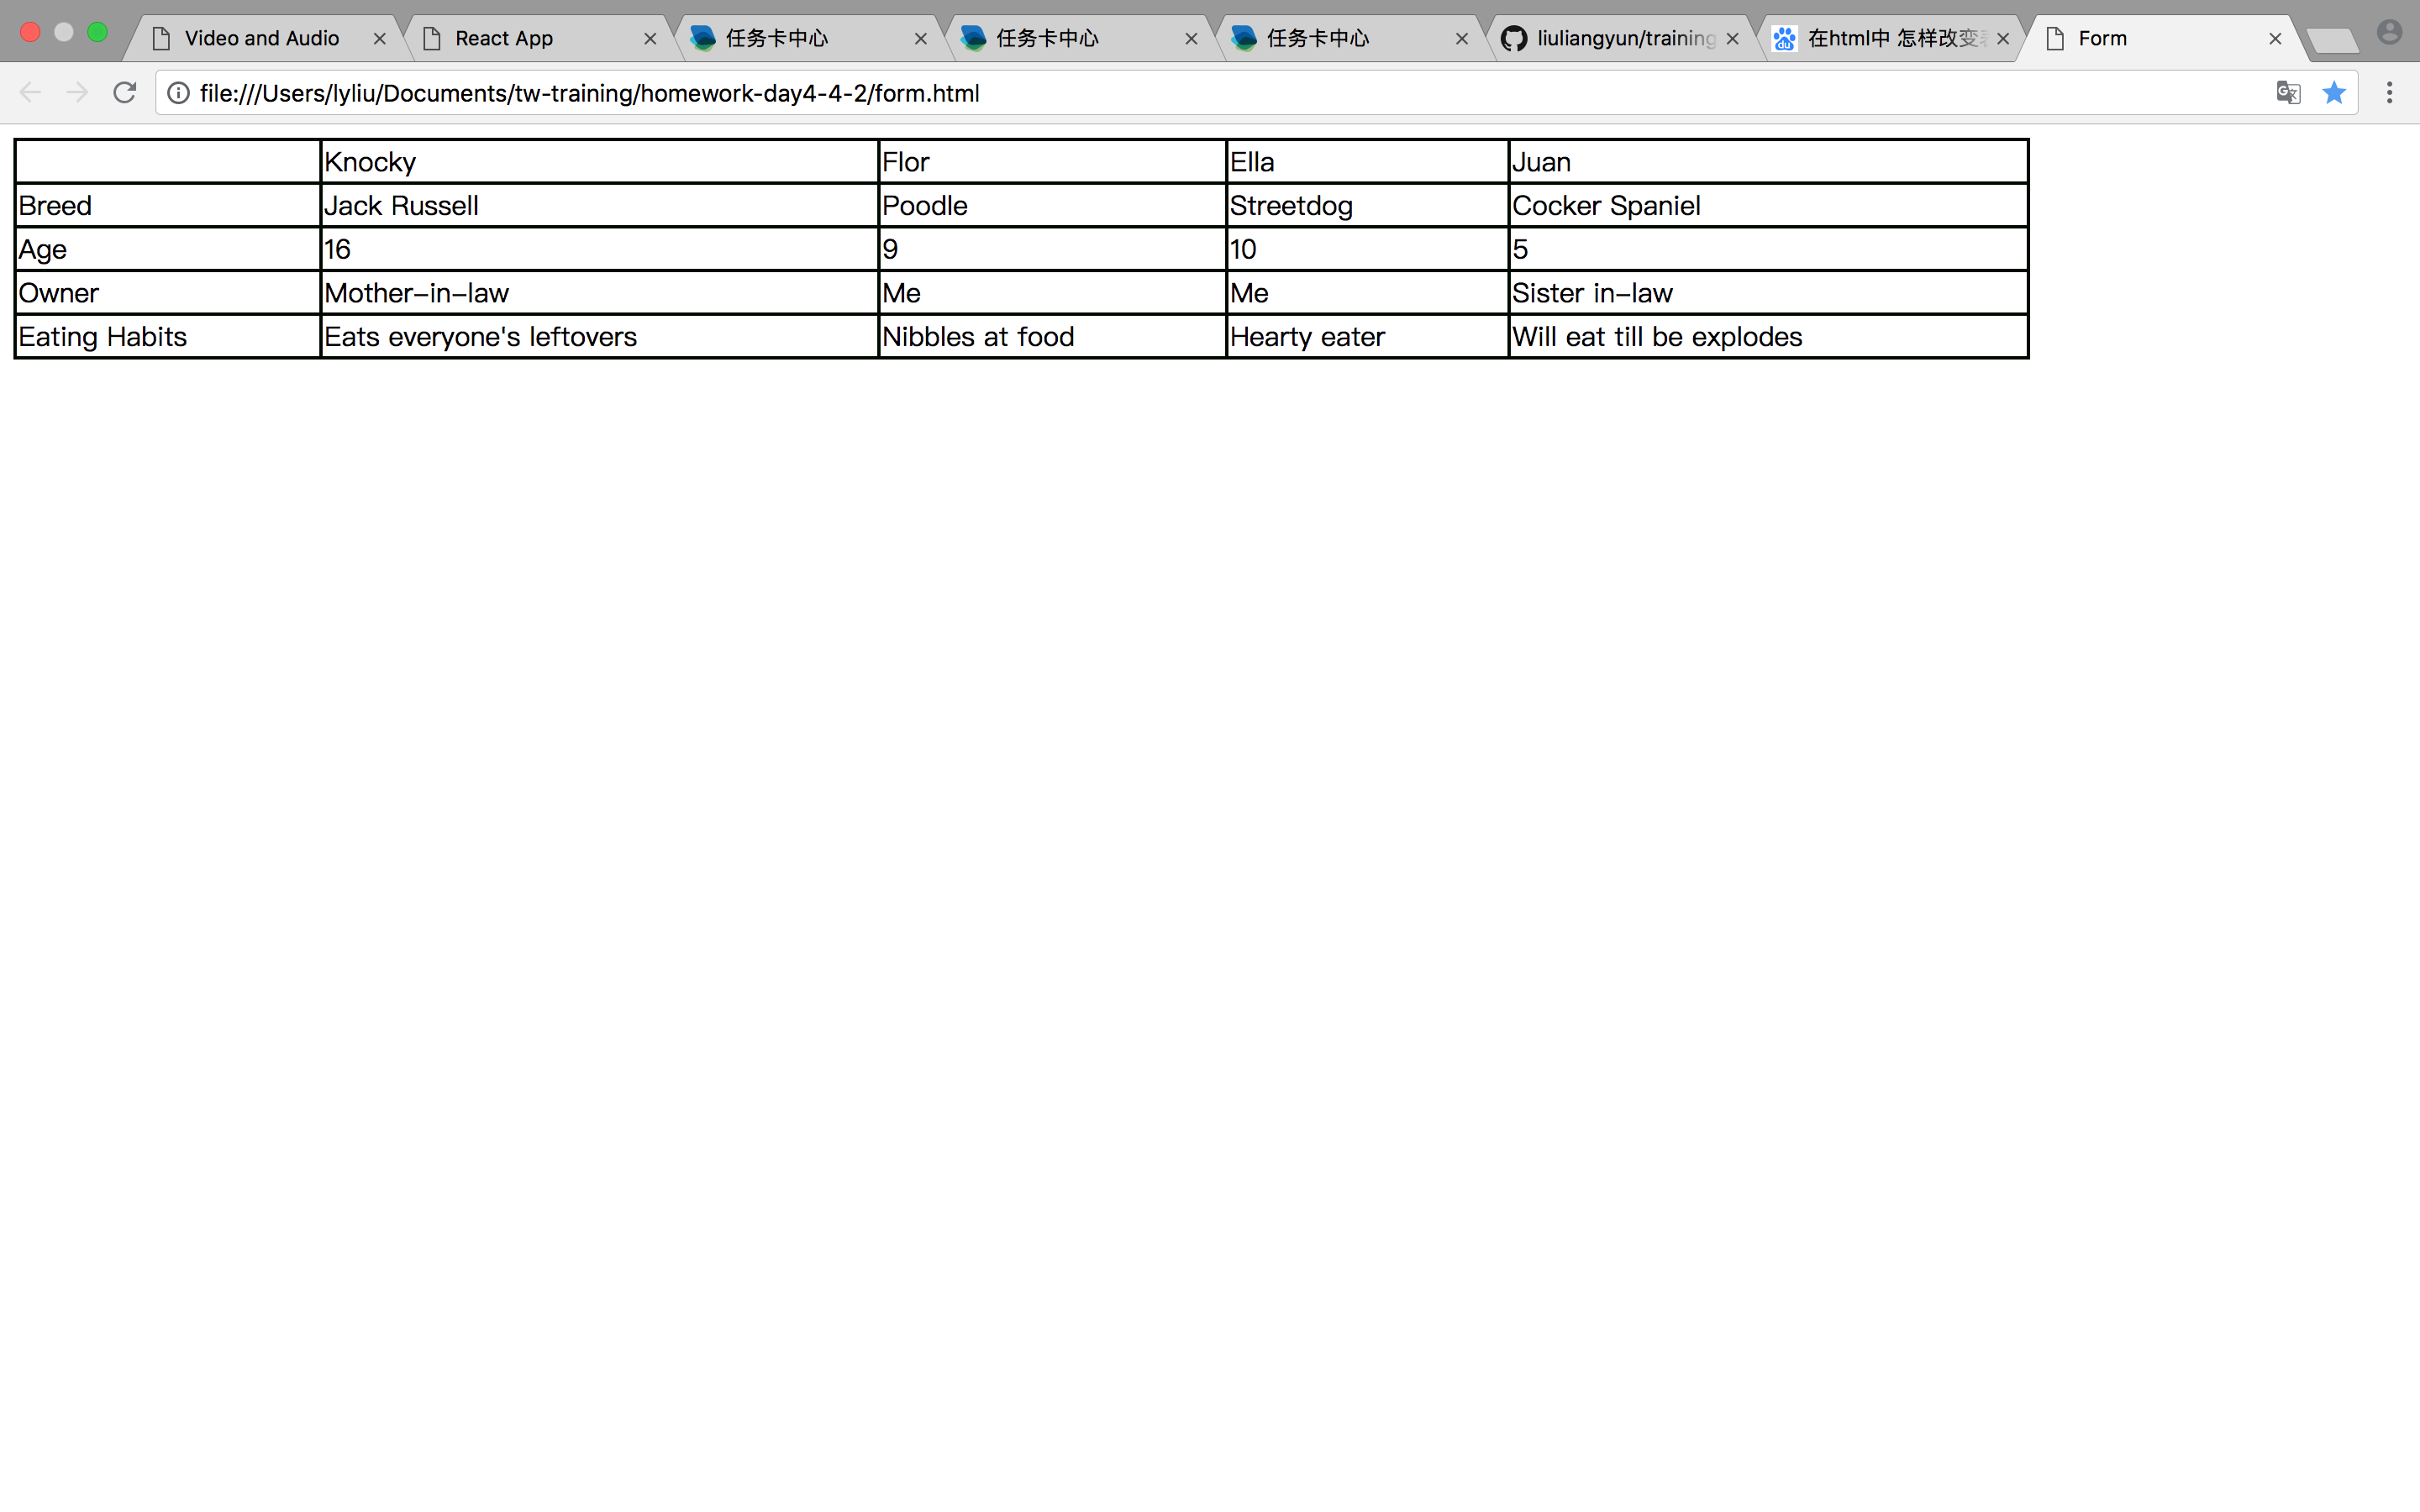 Video and Audio
React App
任务卡中心
任务卡中心
任务卡中心
liuliangyun/training
在html中 怎样改变
Form
file:///Users/lyliu/Documents/tw-training/homework-day4-4-2/form.html
Knocky Flor Ella Juan
Breed Jack Russell Poodle Streetdog Cocker Spaniel
Age 16 9 10 5
Owner Mother-in-law Me Me Sister in-law
Eating Habits Eats everyone's leftovers Nibbles at food Hearty eater Will eat till be explodes